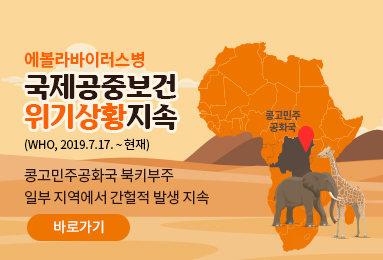 에볼라바이러스병
국제공중보건
위기상황지속
(WHO, 2019.7.17. ~ 현재)
콩고민주공화국 북키부주
일부 지역에서 간헐적 발생 지속
바로가기
콩고민주
공화국